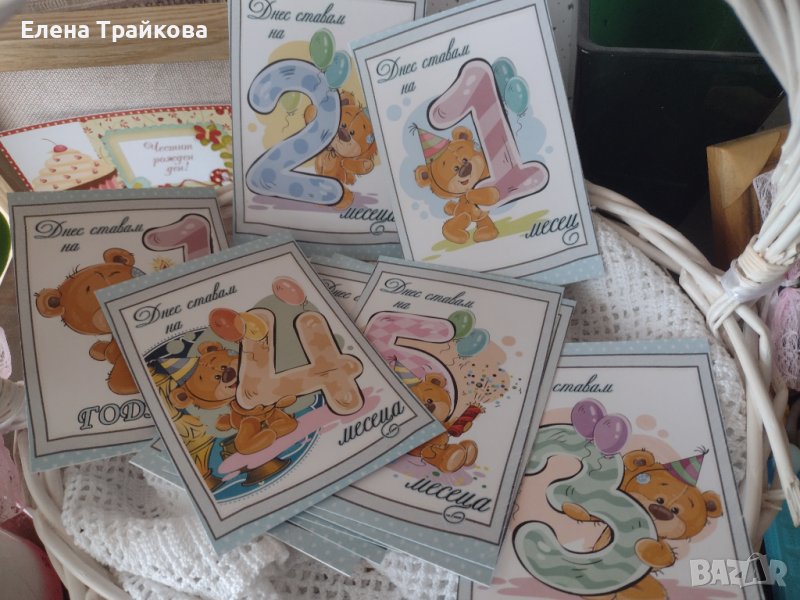 Елена Трайкова
Днес ставам
на
2
месеца
Днес ставам
на
1
месец
Честит
рожден
ден!
Днес ставам
на
1
Днес ставам
на
4
месеца
Днес ставам
на
5
месеца
ставам
3
BAZAR